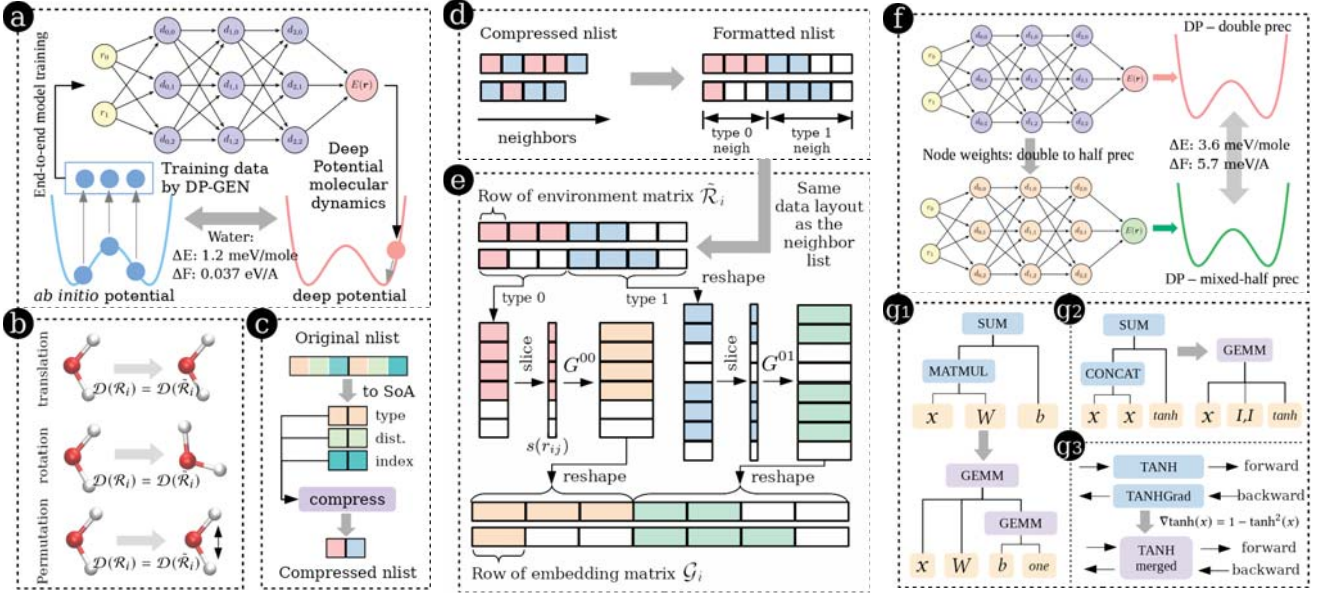 a
End-to-end model training
r₀
r₁
d₀,₀
d₁,₀
d₂,₀
d₀,₁
d₁,₁
d₂,₁
d₀,₂
d₁,₂
d₂,₂
E(r)
Training data
by DP-GEN
Deep
Potential
molecular
dynamics
Water:
ΔE: 1.2 meV/mole
ΔF: 0.037 eV/A
ab initio potential
deep potential
b
translation
D(Rᵢ) = D(R̃ᵢ)
rotation
D(Rᵢ) = D(R̃ᵢ)
Permutation
D(Rᵢ) = D(R̃ᵢ)
c
Original nlist
to SoA
type
dist.
index
compress
Compressed nlist
d
Compressed nlist
Formatted nlist
neighbors
type 0
neigh
type 1
neigh
e
Row of environment matrix R̃ᵢ
Same
data layout
as the
neighbor
list
reshape
type 0
type 1
slice
G⁰⁰
slice
G⁰¹
s(rᵢⱼ)
reshape
reshape
Row of embedding matrix Gᵢ
f
r₀
r₁
E(r)
DP – double prec
Node weights: double to half prec
ΔE: 3.6 meV/mole
ΔF: 5.7 meV/A
r₀
r₁
E(r)
DP – mixed-half prec
g₁
SUM
MATMUL
x
W
b
GEMM
GEMM
x
W
b
one
g₂
SUM
CONCAT
x
x
tanh
GEMM
x
I,I
tanh
g₃
TANH
forward
TANHGrad
backward
∇tanh(x) = 1 − tanh²(x)
TANH
merged
forward
backward